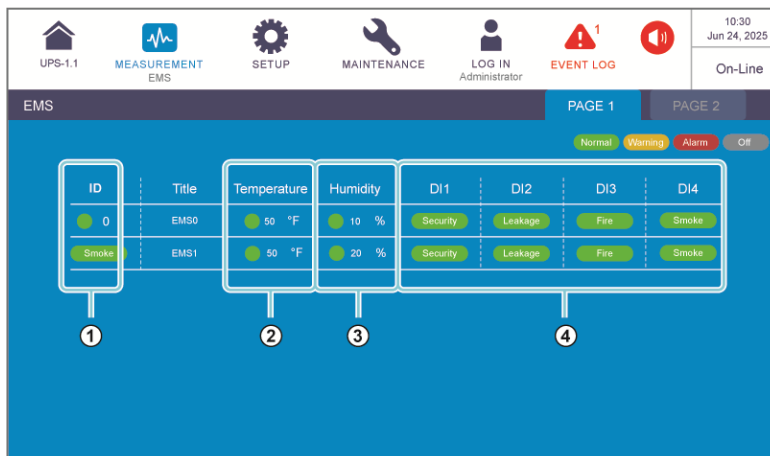 1
10:30
Jun 24, 2025
UPS-1.1
MEASUREMENT
EMS
SETUP
MAINTENANCE
LOG IN
Administrator
EVENT LOG
On-Line
EMS
PAGE 1
PAGE 2
Normal Warning Alarm Off
ID Title Temperature Humidity DI1 DI2 DI3 DI4
0 EMS0 50 °F 10 % Security Leakage Fire Smoke
Smoke EMS1 50 °F 20 % Security Leakage Fire Smoke
1 2 3 4